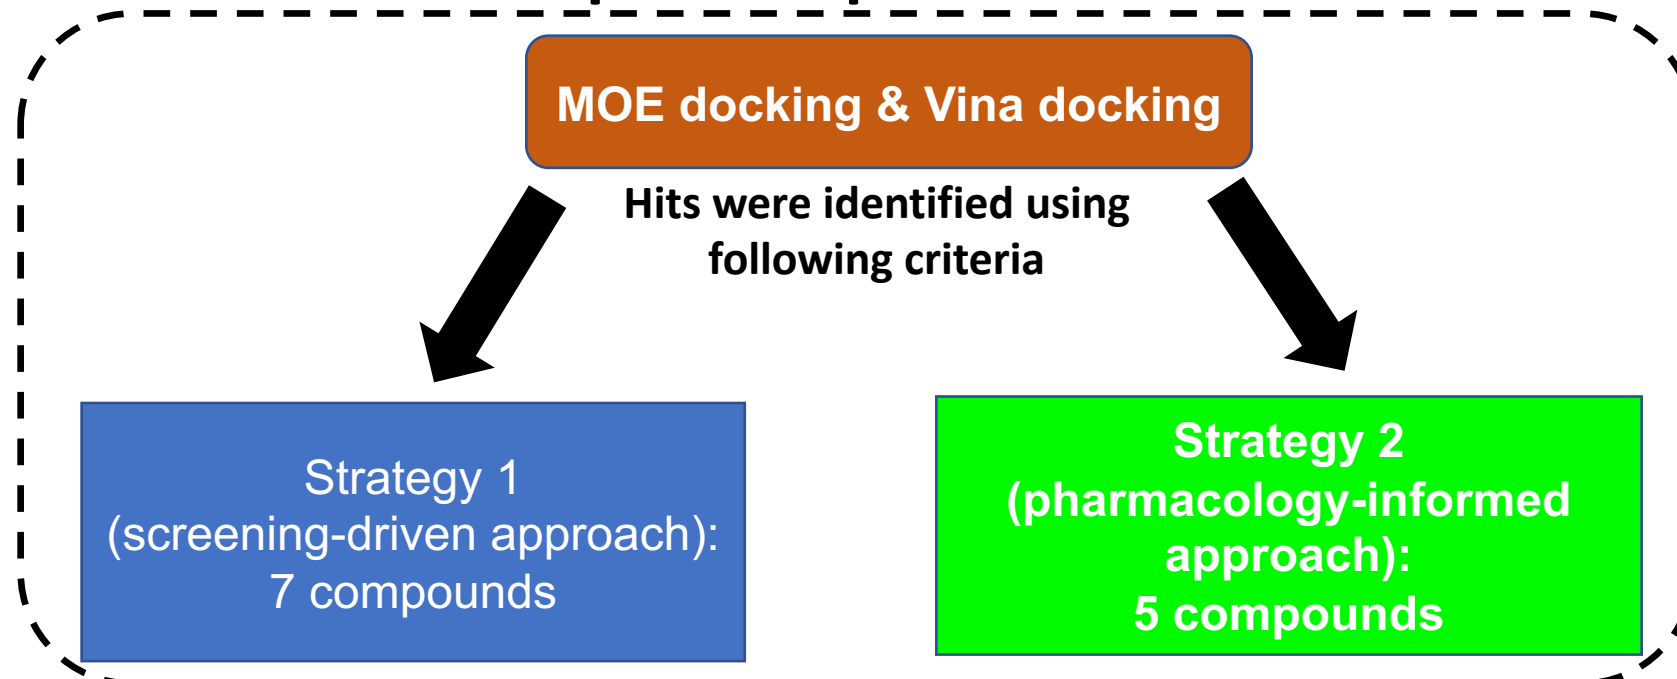 MOE docking & Vina docking
Hits were identified using
following criteria
Strategy 1
(screening-driven approach):
7 compounds
Strategy 2
(pharmacology-informed
approach):
5 compounds